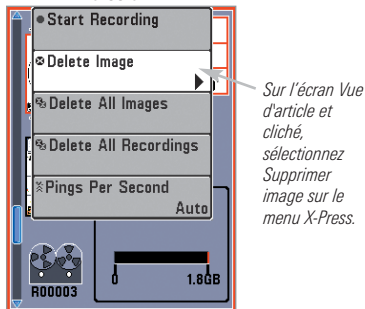 Start Recording
Delete Image
Delete All Images
Delete All Recordings
Pings Per Second
Auto
R00003
0
1.8GB
Sur l'écran Vue
d'article et
cliché,
sélectionnez
Supprimer
image sur le
menu X-Press.